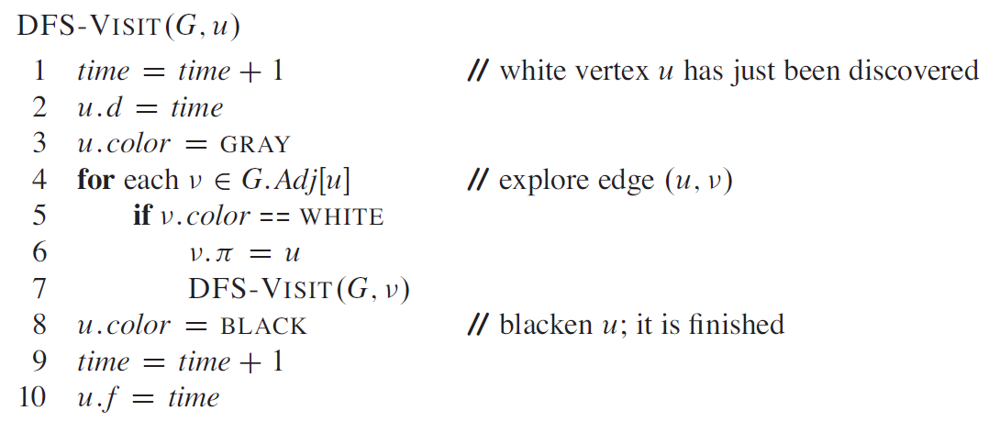 DFS-VISIT(G, u)
1 time = time + 1 // white vertex u has just been discovered
2 u.d = time
3 u.color = GRAY
4 for each v ∈ G.Adj[u] // explore edge (u, v)
5 if v.color == WHITE
6 v.π = u
7 DFS-VISIT(G, v)
8 u.color = BLACK // blacken u; it is finished
9 time = time + 1
10 u.f = time